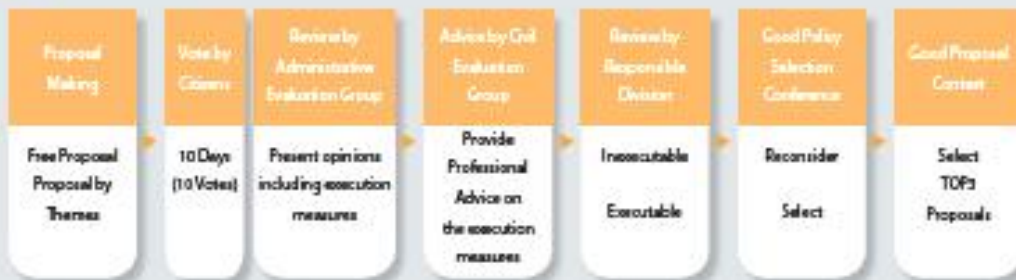 Proposal
Making
Free Proposal
Proposal by
Themes
Vote by
Citizens
10 Days
(10 Votes)
Review by
Administrative
Evaluation Group
Present opinions
including execution
measures
Advice by Civil
Evaluation
Group
Provide
Professional
Advice on
the execution
measures
Review by
Responsible
Division
Inexecutable
Executable
Good Policy
Selection
Conference
Reconsider
Select
Good Proposal
Contest
Select
TOP3
Proposals